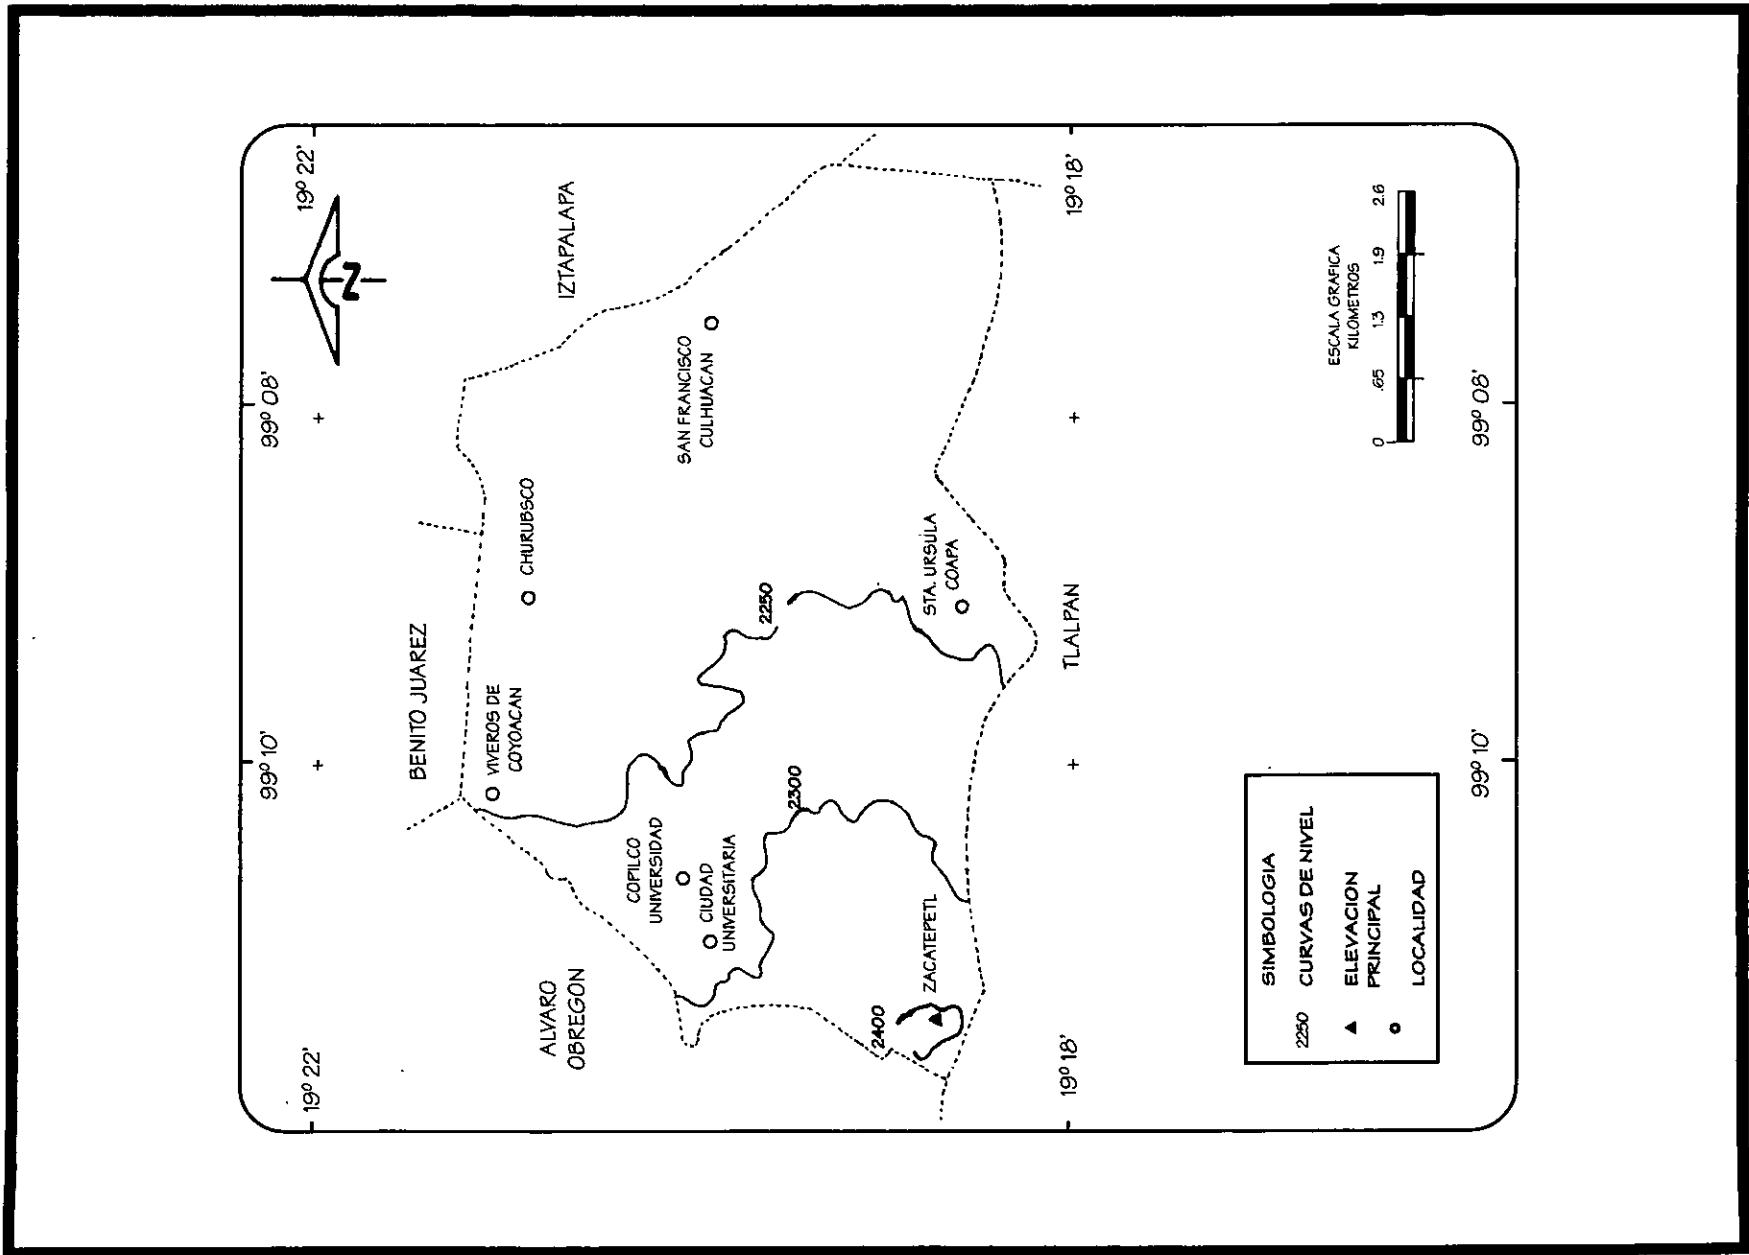 99º 10'
99º 08'
19º 22'
19º 22'
N
BENITO JUAREZ
VIVEROS DE
COYOACAN
CHURUBSCO
IZTAPALAPA
ALVARO
OBREGON
COPILCO
UNIVERSIDAD
CIUDAD
UNIVERSITARIA
SAN FRANCISCO
CULHUACAN
2250
2300
2400
ZACATEPETL
STA. URSULA
COAPA
TLALPAN
19º 18'
19º 18'
SIMBOLOGIA
2250 CURVAS DE NIVEL
ELEVACION
PRINCIPAL
LOCALIDAD
ESCALA GRAFICA
KILOMETROS
0 .65 1.3 1.9 2.6
99º 10'
99º 08'